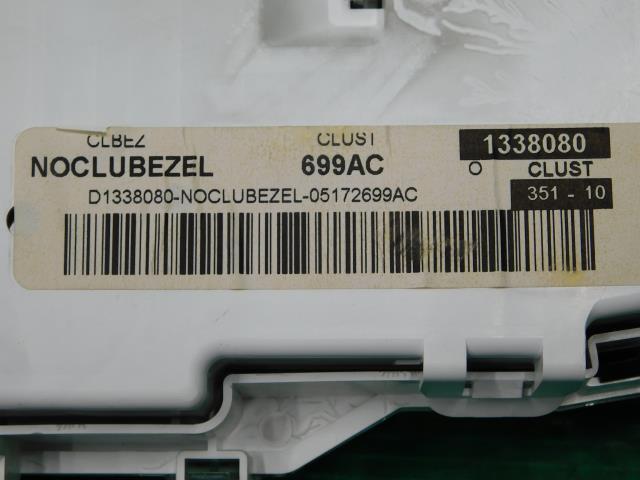 CLBEZ CLUST 1338080
NOCLUBEZEL 699AC O CLUST
D1338080-NOCLUBEZEL-05172699AC 351 - 10